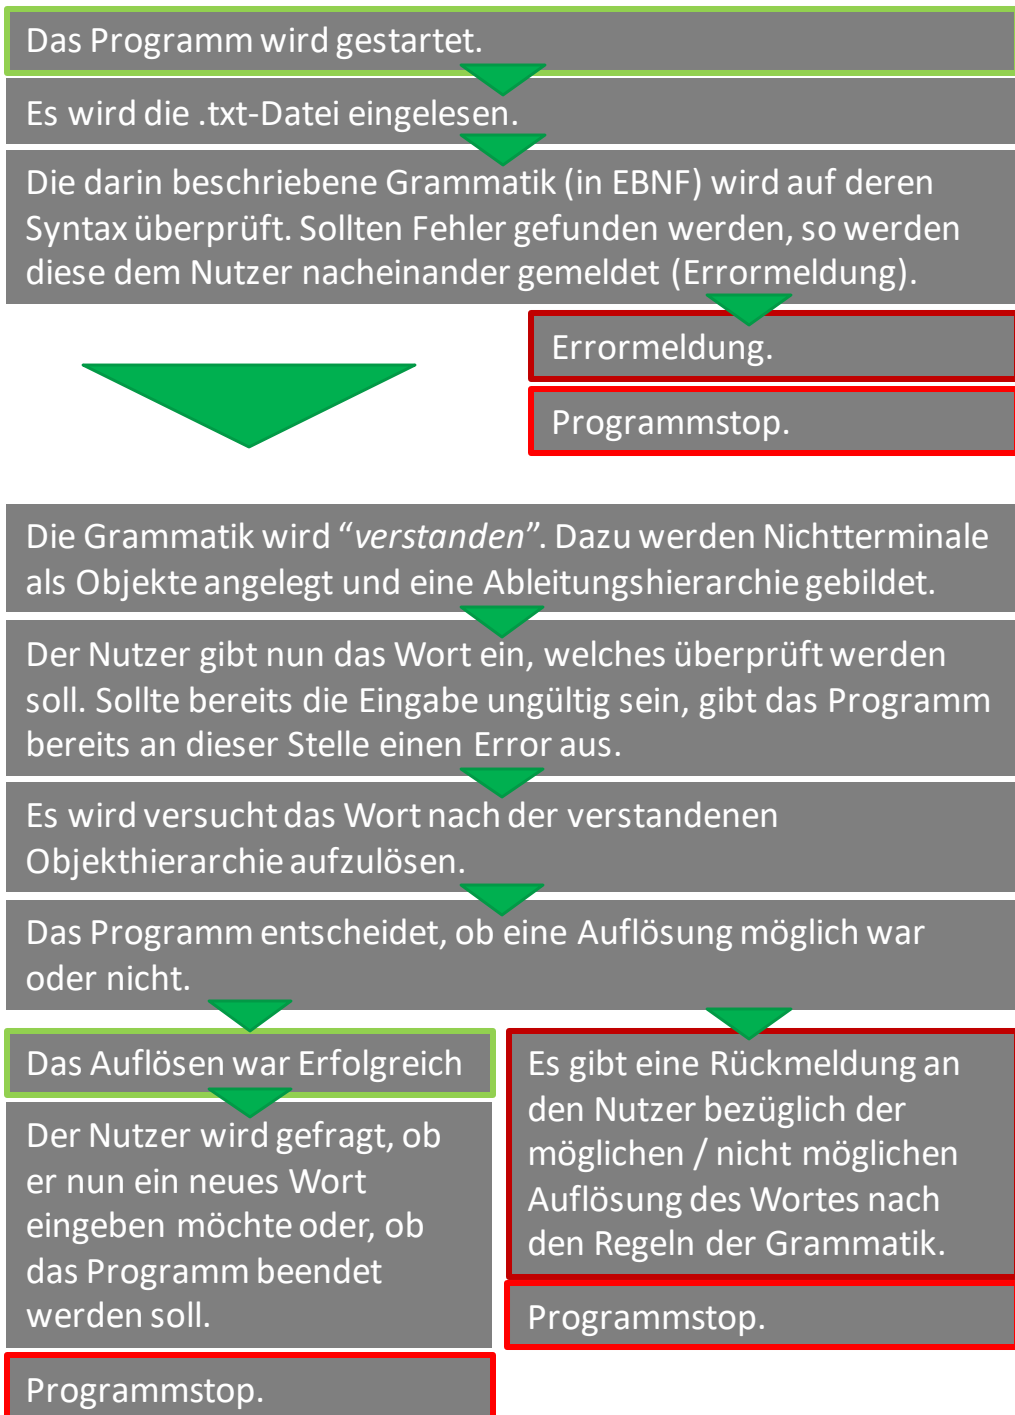 Das Programm wird gestartet.
Es wird die .txt-Datei eingelesen.
Die darin beschriebene Grammatik (in EBNF) wird auf deren
Syntax überprüft. Sollten Fehler gefunden werden, so werden
diese dem Nutzer nacheinander gemeldet (Errormeldung).
Errormeldung.
Programmstop.
Die Grammatik wird “verstanden”. Dazu werden Nichtterminale
als Objekte angelegt und eine Ableitungshierarchie gebildet.
Der Nutzer gibt nun das Wort ein, welches überprüft werden
soll. Sollte bereits die Eingabe ungültig sein, gibt das Programm
bereits an dieser Stelle einen Error aus.
Es wird versucht das Wort nach der verstandenen
Objekthierarchie aufzulösen.
Das Programm entscheidet, ob eine Auflösung möglich war
oder nicht.
Das Auflösen war Erfolgreich
Der Nutzer wird gefragt, ob
er nun ein neues Wort
eingeben möchte oder, ob
das Programm beendet
werden soll.
Programmstop.
Es gibt eine Rückmeldung an
den Nutzer bezüglich der
möglichen / nicht möglichen
Auflösung des Wortes nach
den Regeln der Grammatik.
Programmstop.